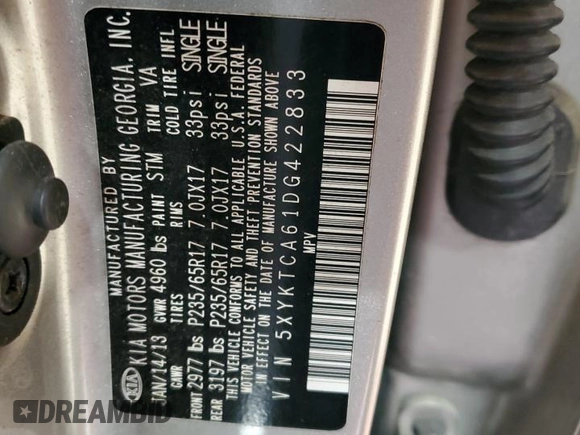 MANUFACTURED BY
KIA KIA MOTORS MANUFACTURING GEORGIA, INC.
JAN/14/13 GVWR 4960 lbs PAINT STM TRIM VA
GAWR TIRES RIMS COLD TIRE INFL
FRONT 2977 lbs P235/65R17 7.0JX17 33psi SINGLE
REAR 3197 lbs P235/65R17 7.0JX17 33psi SINGLE
THIS VEHICLE CONFORMS TO ALL APPLICABLE U.S.A. FEDERAL
MOTOR VEHICLE SAFETY AND THEFT PREVENTION STANDARDS
IN EFFECT ON THE DATE OF MANUFACTURE SHOWN ABOVE
VIN 5XYKTCA61DG422833
MPV
DREAMBID